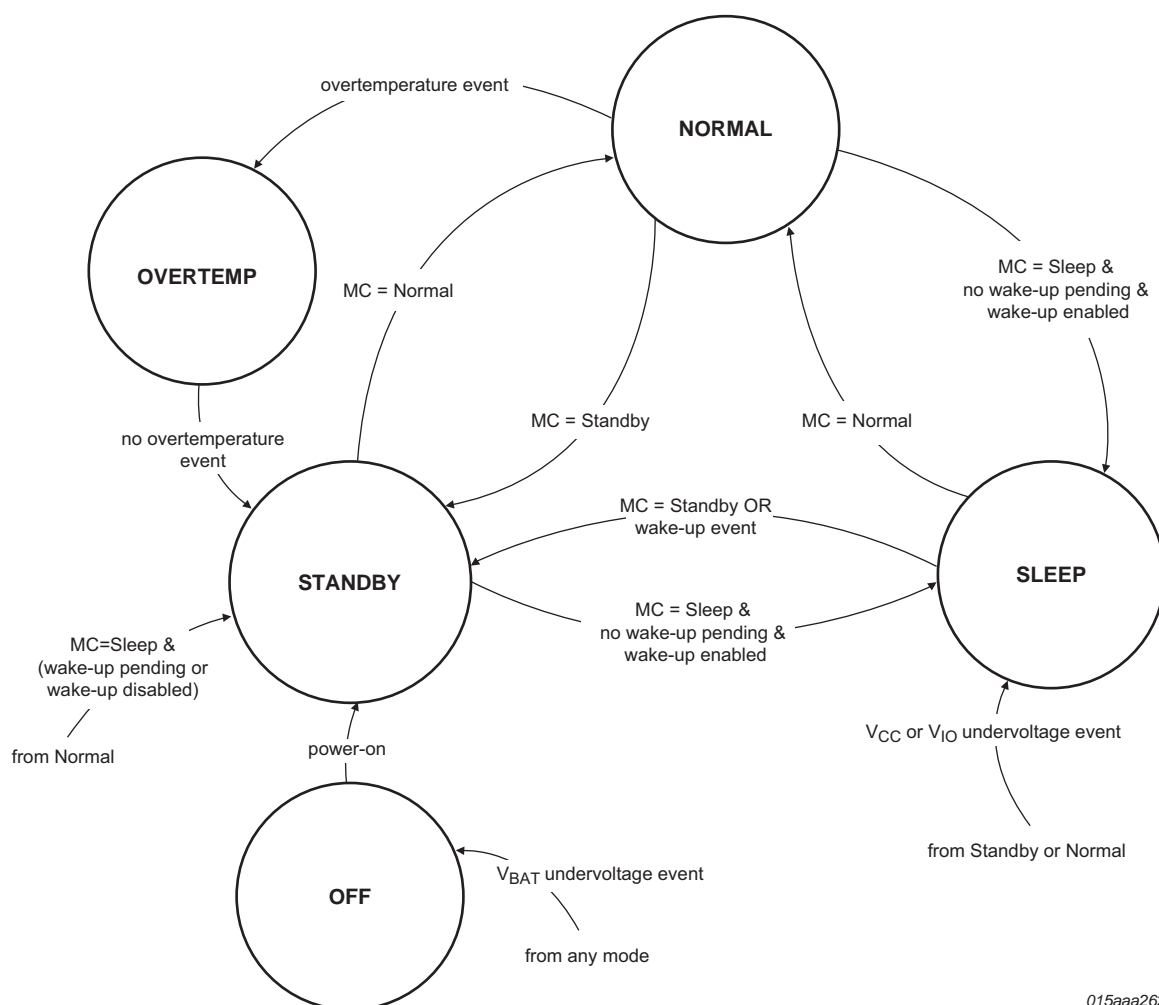 overtemperature event
NORMAL
OVERTEMP
MC = Normal
MC = Sleep &
no wake-up pending &
wake-up enabled
MC = Standby
MC = Normal
no overtemperature
event
MC = Standby OR
wake-up event
STANDBY
SLEEP
MC = Sleep &
no wake-up pending &
wake-up enabled
MC=Sleep &
(wake-up pending or
wake-up disabled)
from Normal
power-on
VCC or VIO undervoltage event
from Standby or Normal
VBAT undervoltage event
OFF
from any mode